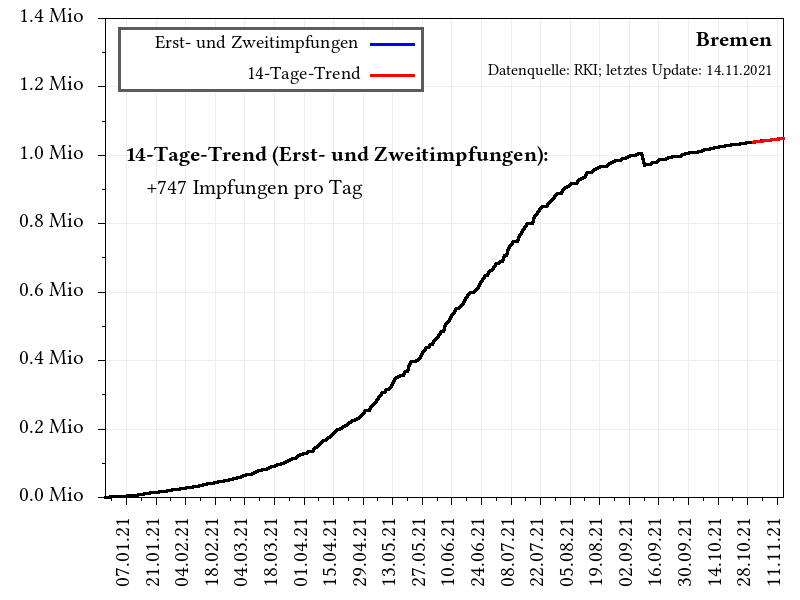 1.4 Mio
1.2 Mio
1.0 Mio
0.8 Mio
0.6 Mio
0.4 Mio
0.2 Mio
0.0 Mio
Erst- und Zweitimpfungen
14-Tage-Trend
Bremen
Datenquelle: RKI; letztes Update: 14.11.2021
14-Tage-Trend (Erst- und Zweitimpfungen):
+747 Impfungen pro Tag
07.01.21
21.01.21
04.02.21
18.02.21
04.03.21
18.03.21
01.04.21
15.04.21
29.04.21
13.05.21
27.05.21
10.06.21
24.06.21
08.07.21
22.07.21
05.08.21
19.08.21
02.09.21
16.09.21
30.09.21
14.10.21
28.10.21
11.11.21